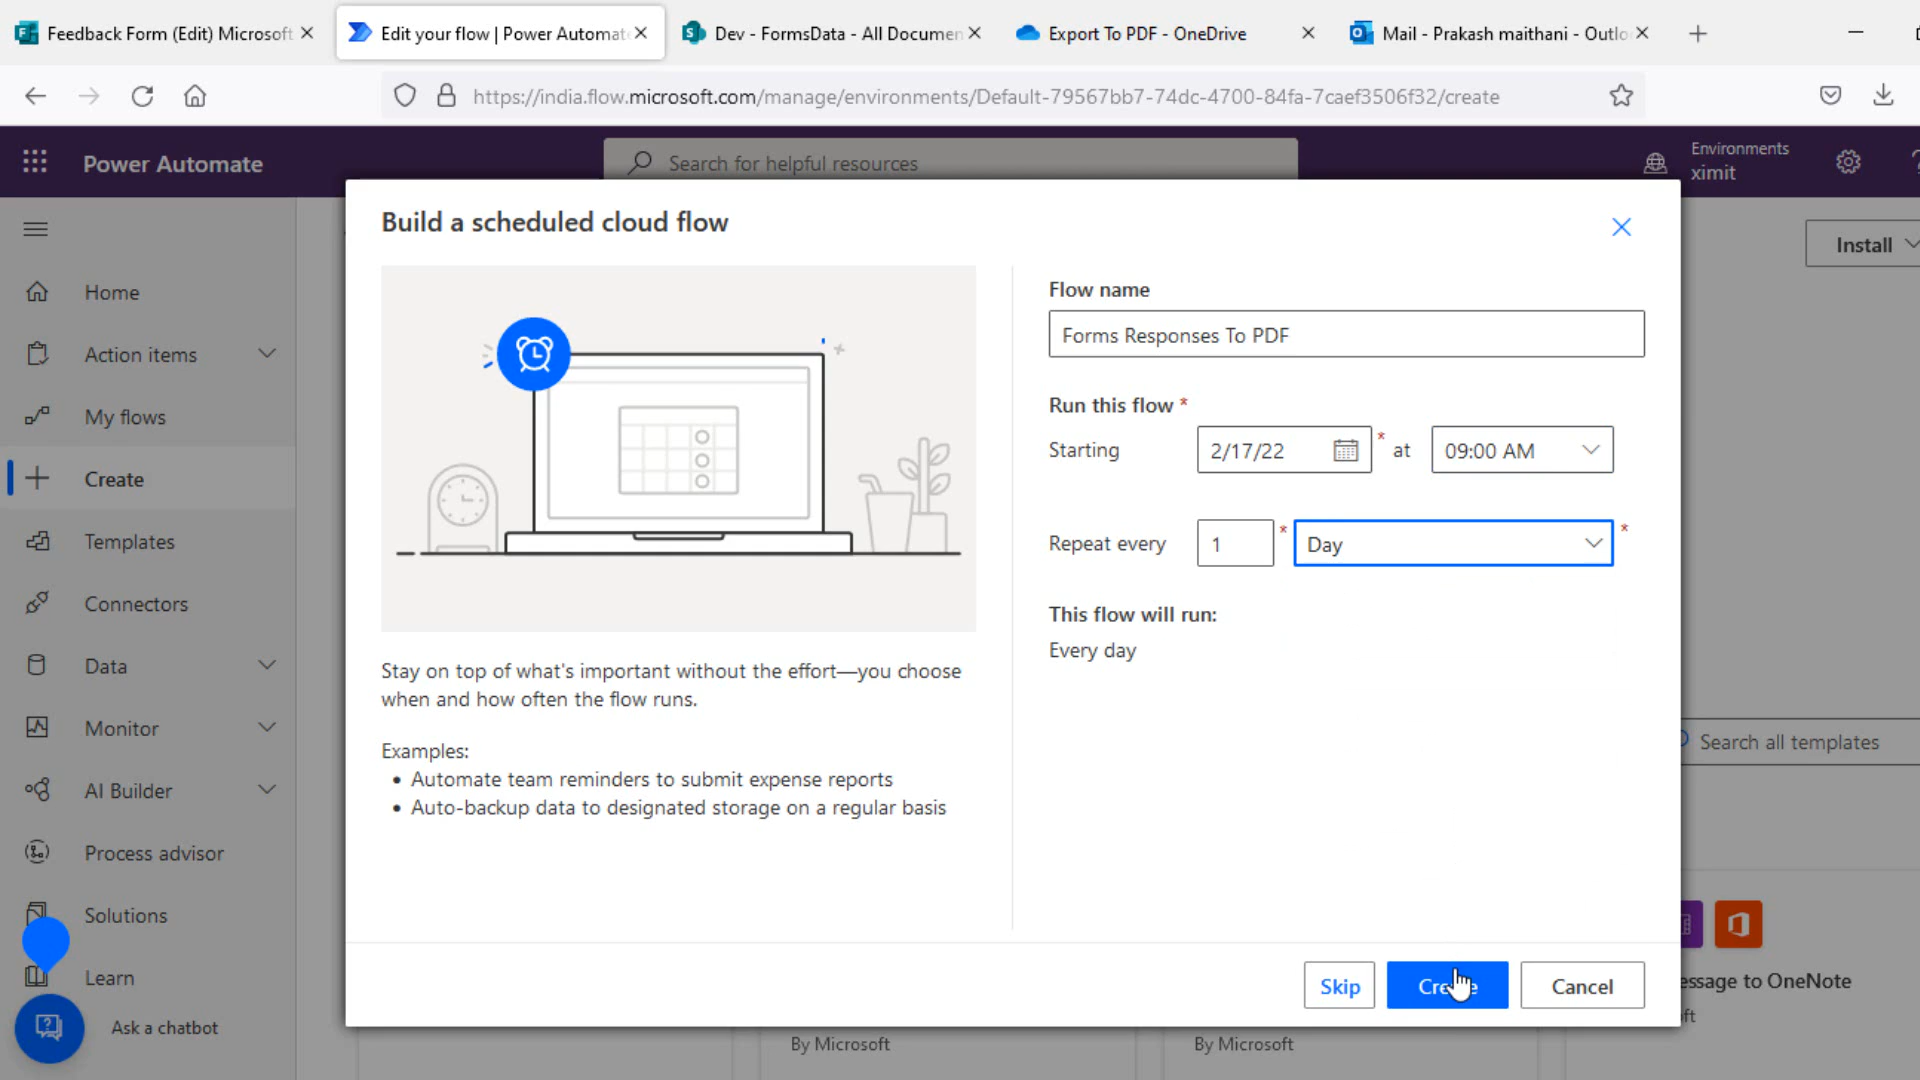 Feedback Form (Edit) Microsoft
Edit your flow | Power Automat
Dev - FormsData - All Documen
Export To PDF - OneDrive
Mail - Prakash maithani - Outlo
https://india.flow.microsoft.com/manage/environments/Default-79567bb7-74dc-4700-84fa-7caef3506f32/create
Power Automate
Search for helpful resources
Environments
ximit
Home
Action items
My flows
Create
Templates
Connectors
Data
Monitor
AI Builder
Process advisor
Solutions
Learn
Ask a chatbot
Build a scheduled cloud flow
Stay on top of what's important without the effort—you choose
when and how often the flow runs.
Examples:
• Automate team reminders to submit expense reports
• Auto-backup data to designated storage on a regular basis
Flow name
Forms Responses To PDF
Run this flow *
Starting 2/17/22 * at 09:00 AM
Repeat every 1 * Day *
This flow will run:
Every day
Skip
Cancel
Install
Search all templates
essage to OneNote
ft
By Microsoft
By Microsoft